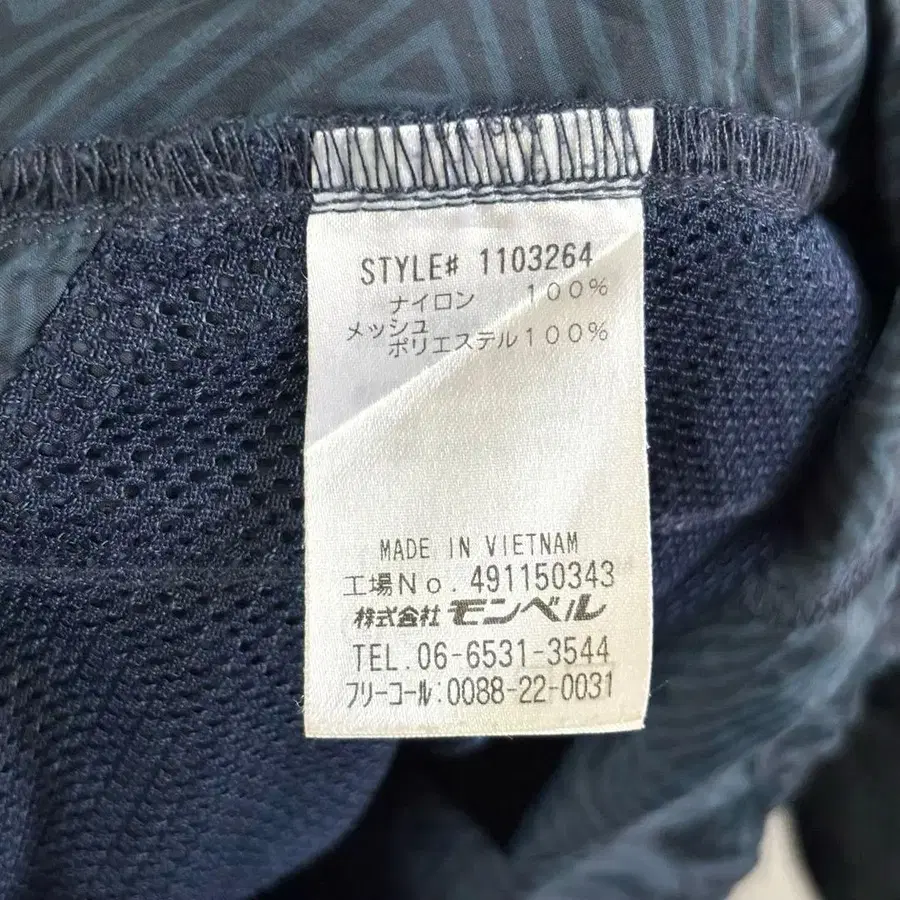 STYLE# 1103264
ナイロン 100%
メッシュ
ポリエステル100%
MADE IN VIETNAM
工場No.491150343
株式会社モンベル
TEL.06-6531-3544
フリーコール:0088-22-0031